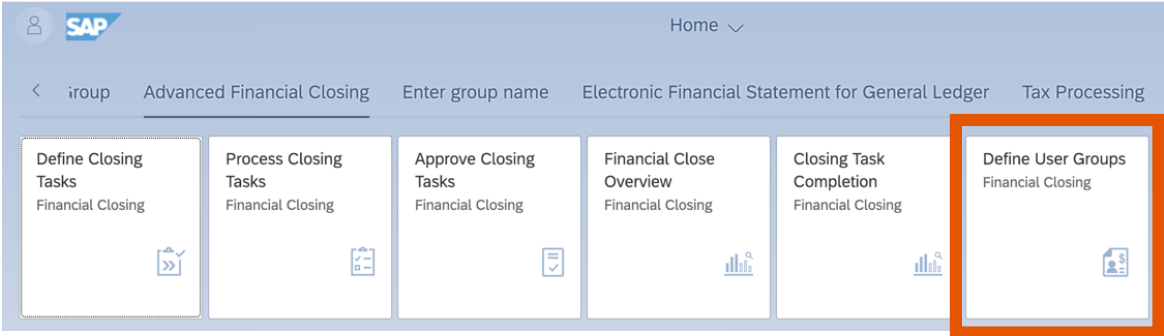 SAP
Home
Group Advanced Financial Closing Enter group name Electronic Financial Statement for General Ledger Tax Processing
Define Closing
Tasks
Financial Closing
Process Closing
Tasks
Financial Closing
Approve Closing
Tasks
Financial Closing
Financial Close
Overview
Financial Closing
Closing Task
Completion
Financial Closing
Define User Groups
Financial Closing